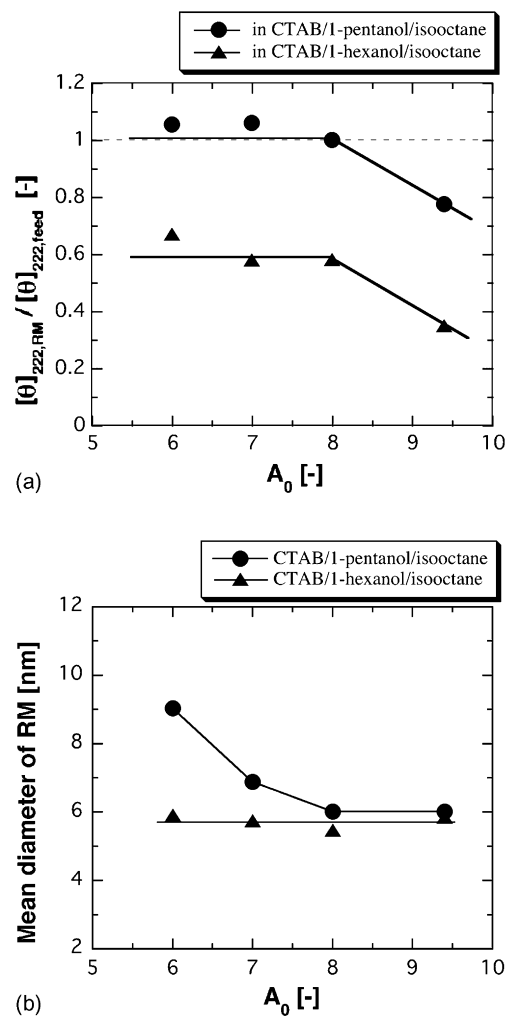 in CTAB/1-pentanol/isooctane
in CTAB/1-hexanol/isooctane
1.2
1
0.8
0.6
0.4
0.2
0
[θ]222,RM / [θ]222,feed [-]
5 6 7 8 9 10
A0 [-]
(a)
CTAB/1-pentanol/isooctane
CTAB/1-hexanol/isooctane
12
10
8
6
4
2
Mean diameter of RM [nm]
5 6 7 8 9 10
A0 [-]
(b)